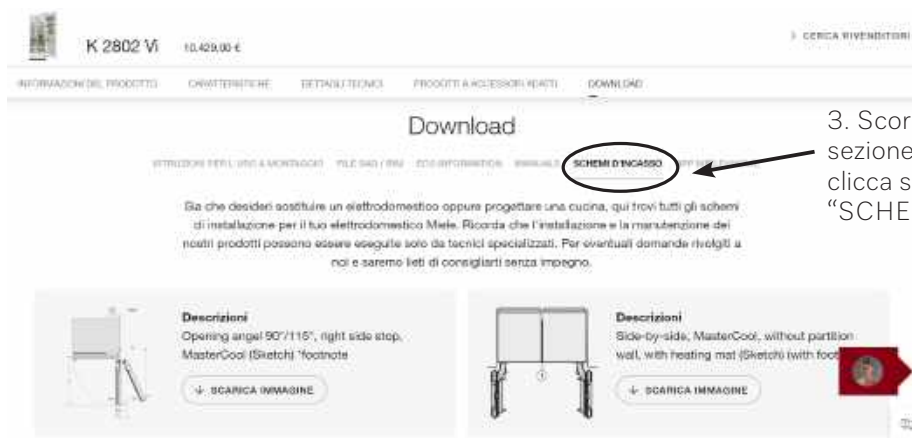 K 2802 Vi 10.429,00 €
CERCA RIVENDITORI
INFORMAZIONI DEL PRODOTTO CARATTERISTICHE DETTAGLI TECNICI PRODOTTI & ACCESSORI ADATTI DOWNLOAD
Download
ISTRUZIONI PER L'USO & MONTAGGIO FILE CAD / BIM ECO INFORMATION MANUALE SCHEMI D'INCASSO
3. Scor
sezione
clicca s
“SCHE
Sia che desideri sostituire un elettrodomestico oppure progettare una cucina, qui trovi tutti gli schemi
di installazione per il tuo elettrodomestico Miele. Ricorda che l'installazione e la manutenzione dei
nostri prodotti possono essere eseguite solo da tecnici specializzati. Per eventuali domande rivolgiti a
noi e saremo lieti di consigliarti senza impegno.
Descrizioni
Opening angel 90°/115°, right side stop,
MasterCool (Sketch) *footnote
SCARICA IMMAGINE
Descrizioni
Side-by-side, MasterCool, without partition
wall, with heating mat (Sketch) (with foot
SCARICA IMMAGINE